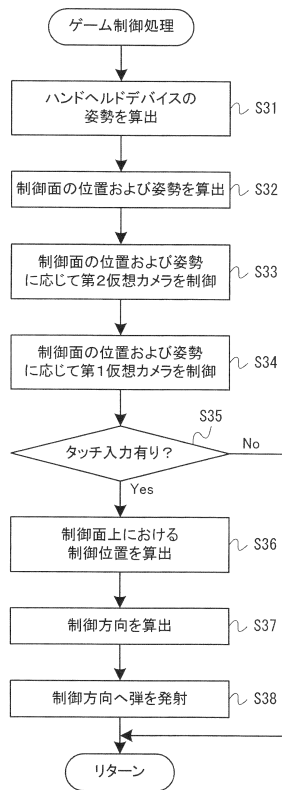 ゲーム制御処理
ハンドヘルドデバイスの
姿勢を算出
S31
制御面の位置および姿勢を算出
S32
制御面の位置および姿勢
に応じて第2仮想カメラを制御
S33
制御面の位置および姿勢
に応じて第1仮想カメラを制御
S34
S35
タッチ入力有り?
No
Yes
制御面上における
制御位置を算出
S36
制御方向を算出
S37
制御方向へ弾を発射
S38
リターン